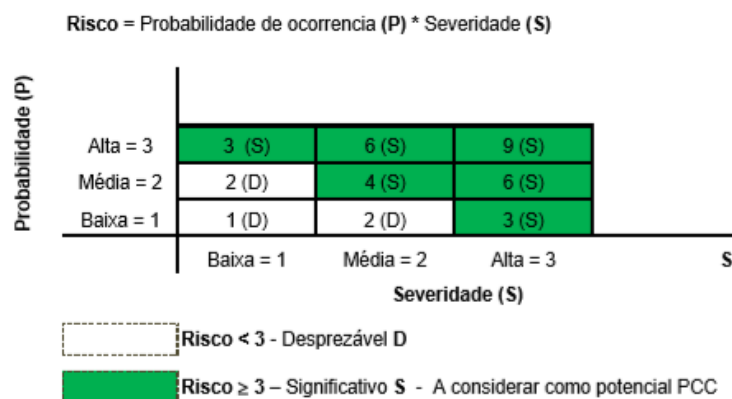 Risco = Probabilidade de ocorrencia (P) * Severidade (S)
Probabilidade (P)
Alta = 3 3 (S) 6 (S) 9 (S)
Média = 2 2 (D) 4 (S) 6 (S)
Baixa = 1 1 (D) 2 (D) 3 (S)
Baixa = 1 Média = 2 Alta = 3 S
Severidade (S)
Risco < 3 - Desprezável D
Risco ≥ 3 – Significativo S - A considerar como potencial PCC